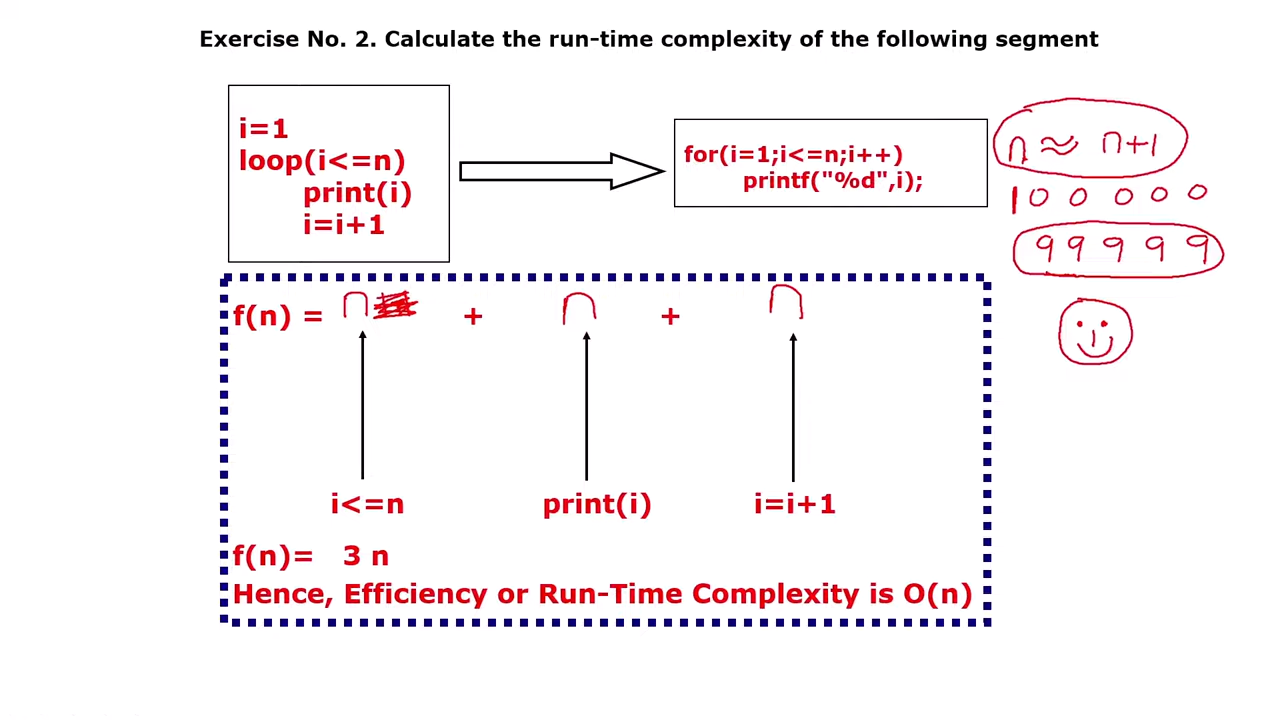 Exercise No. 2. Calculate the run-time complexity of the following segment
i=1
loop(i<=n)
print(i)
i=i+1
for(i=1;i<=n;i++)
printf("%d",i);
n ≈ n+1
100000
99999
f(n) = n + n + n
i<=n print(i) i=i+1
f(n)= 3 n
Hence, Efficiency or Run-Time Complexity is O(n)